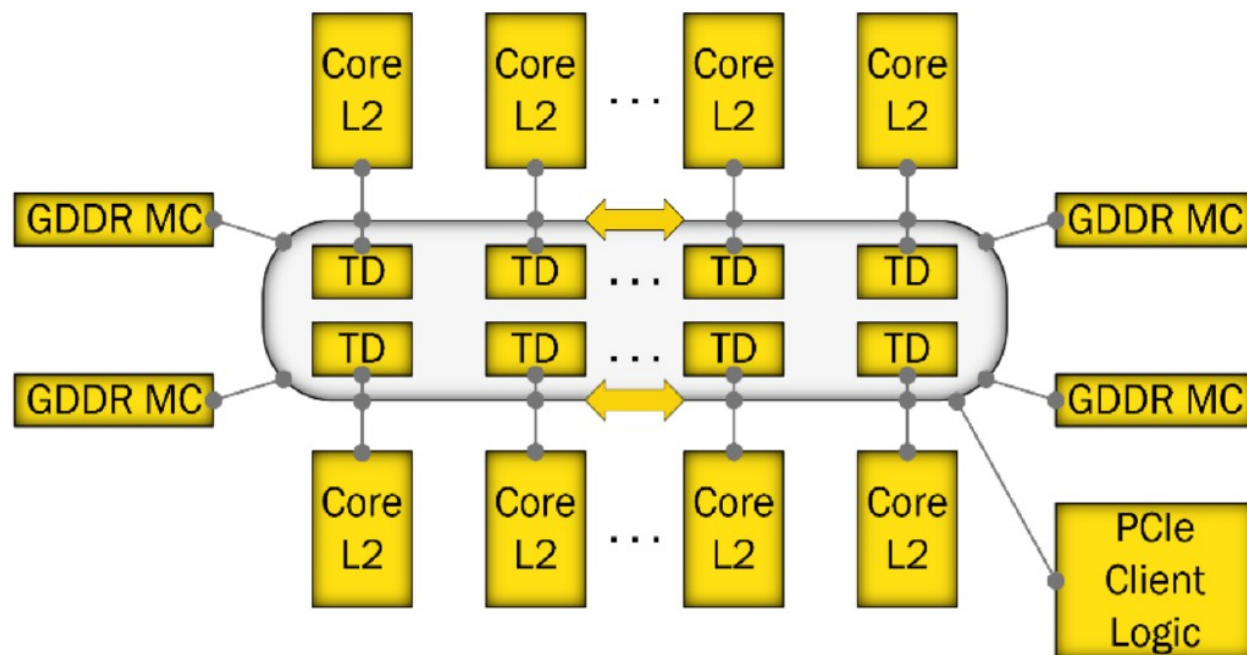 Core Core ... Core Core
L2 L2 L2 L2
GDDR MC GDDR MC
TD TD ... TD TD
TD TD ... TD TD
GDDR MC GDDR MC
Core Core Core Core
L2 L2 ... L2 L2
PCIe
Client
Logic